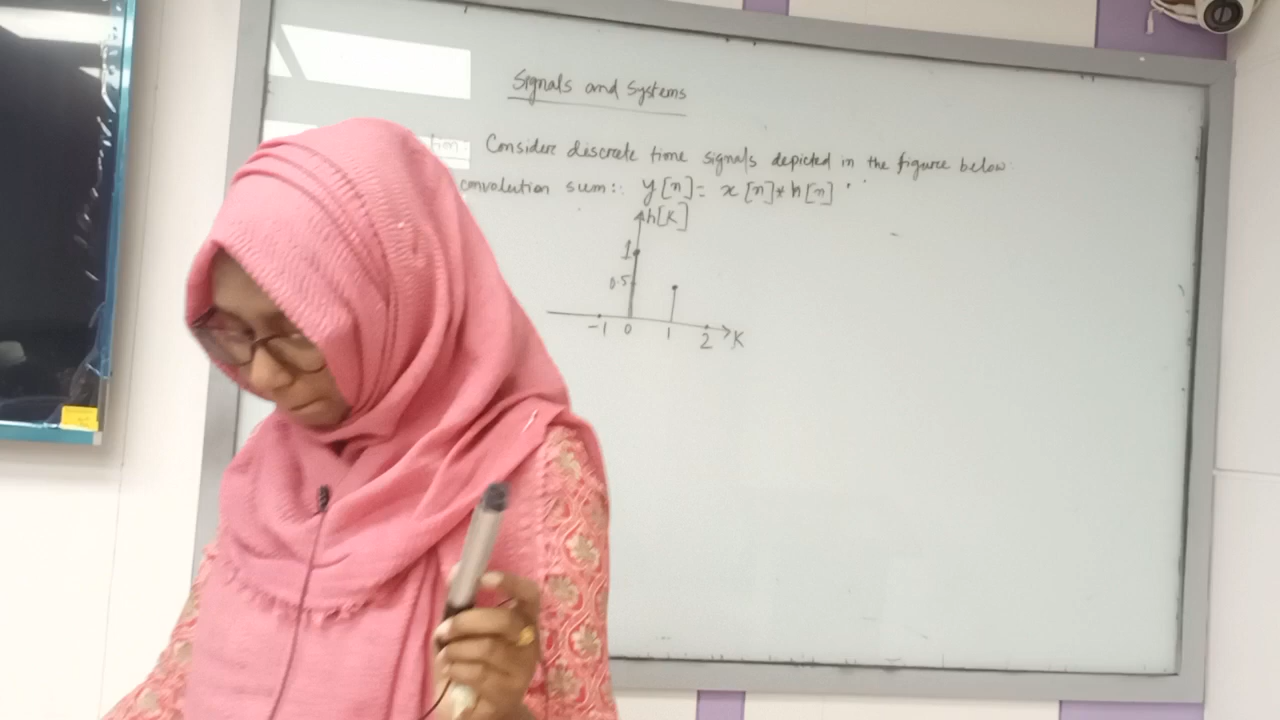 Signals and Systems
tion: Consider discrete time signals depicted in the figure below:
convolution sum:: y[n] = x[n]*h[n]
h[K]
1
0.5
-1 0 1 2 K